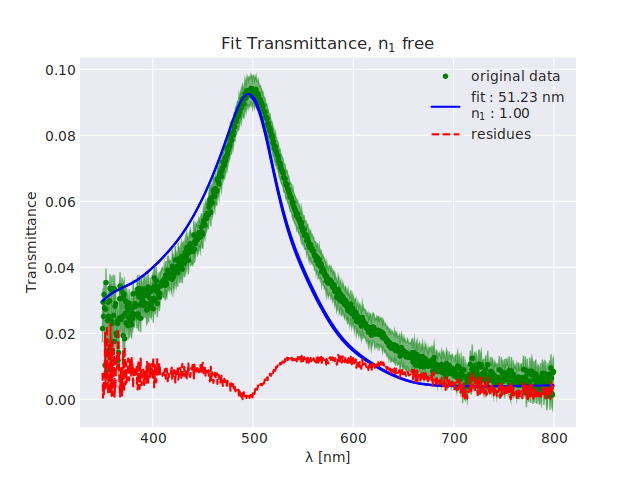 Fit Transmittance, n₁ free
original data
fit : 51.23 nm
n₁ : 1.00
residues
Transmittance
0.10
0.08
0.06
0.04
0.02
0.00
400
500
600
700
800
λ [nm]